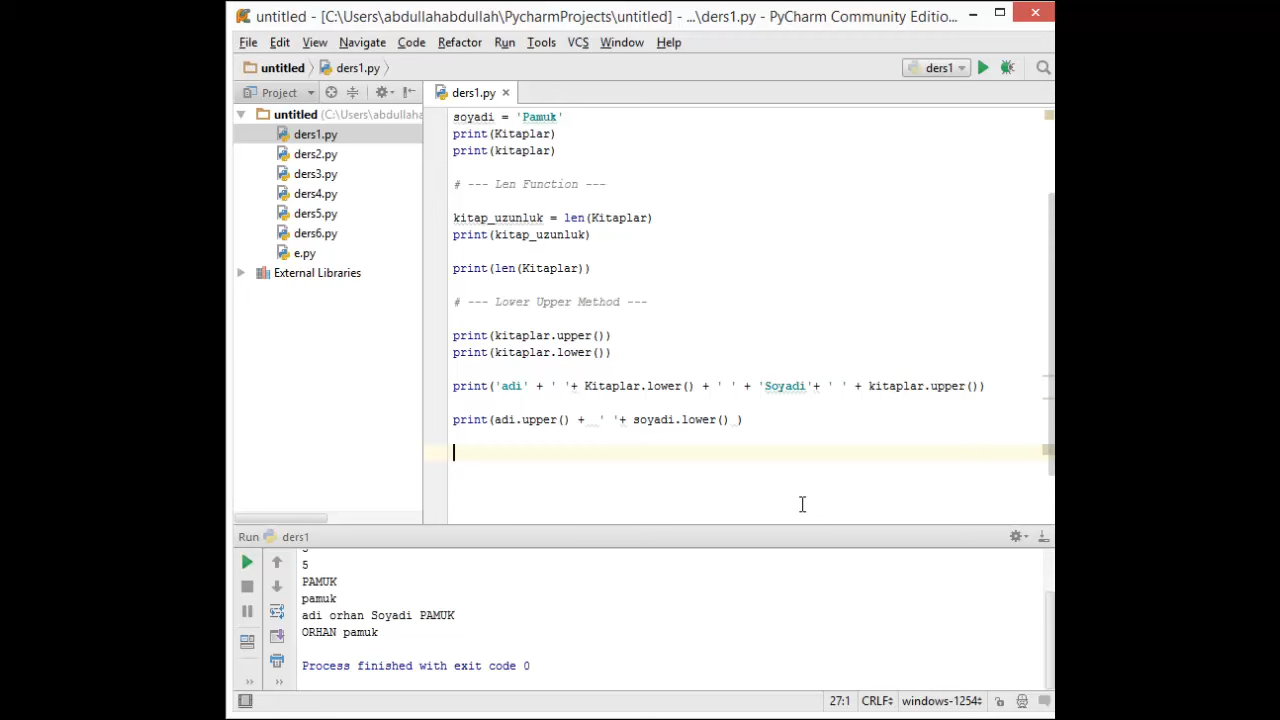 untitled - [C:\Users\abdullahabdullah\PycharmProjects\untitled] - ...\ders1.py - PyCharm Community Editio...
File Edit View Navigate Code Refactor Run Tools VCS Window Help
untitled ders1.py ders1
Project ders1.py
untitled (C:\Users\abdullaha
ders1.py
ders2.py
ders3.py
ders4.py
ders5.py
ders6.py
e.py
External Libraries
soyadi = 'Pamuk'
print(Kitaplar)
print(kitaplar)
# --- Len Function ---
kitap_uzunluk = len(Kitaplar)
print(kitap_uzunluk)
print(len(Kitaplar))
# --- Lower Upper Method ---
print(kitaplar.upper())
print(kitaplar.lower())
print('adi' + ' '+ Kitaplar.lower() + ' ' + 'Soyadi'+ ' ' + kitaplar.upper())
print(adi.upper() +  ' '+ soyadi.lower() )
Run ders1
5
PAMUK
pamuk
adi orhan Soyadi PAMUK
ORHAN pamuk
Process finished with exit code 0
27:1 CRLF windows-1254